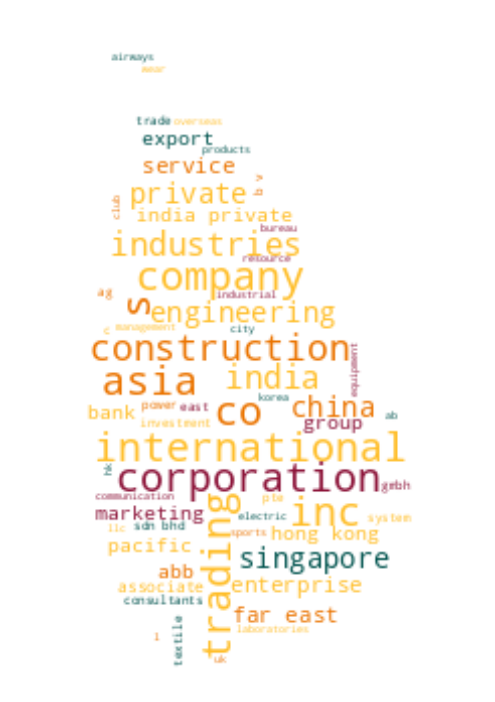 airways
wear
trade overseas
export
products
service
b v
private
club
india private
bureau
industries
resource
company
ag
industrial
s
engineering
c management
city
construction
equipment
asia
india
korea
bank
power east
co
china
ab
investment
group
international
hk
corporation
gmbh
communication
pte
inc
marketing
electric
system
llc
sdn bhd
trading
sports
hong kong
pacific
singapore
abb
associate
enterprise
consultants
far east
textile
l
laboratories
uk